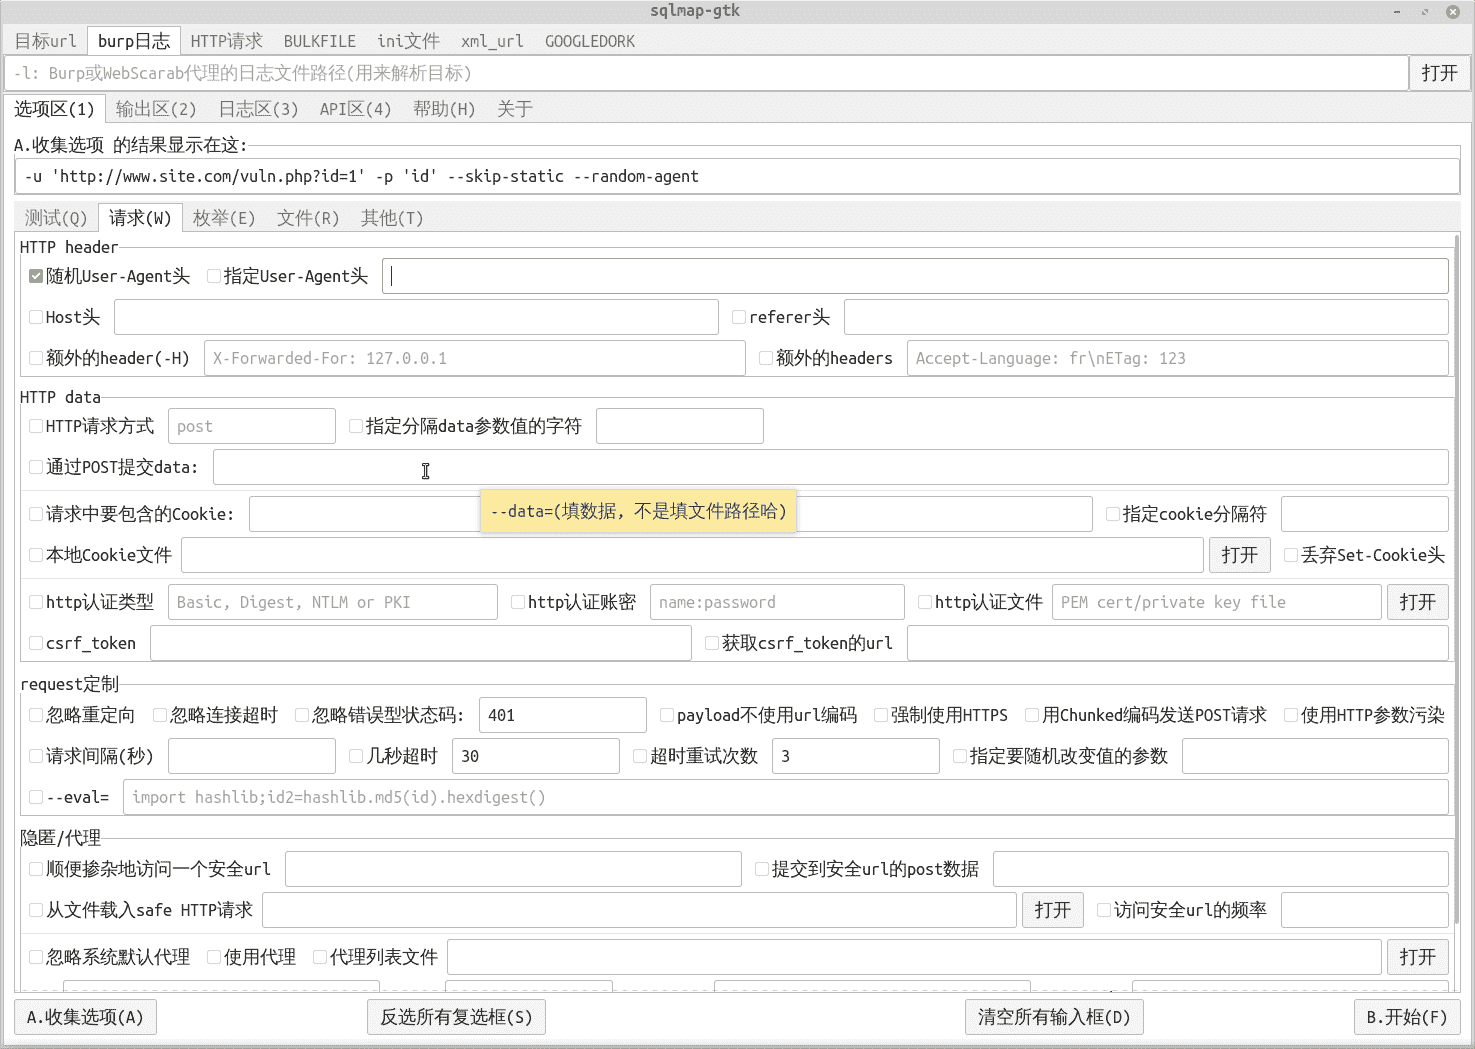 sqlmap-gtk
目标url burp日志 HTTP请求 BULKFILE ini文件 xml_url GOOGLEDORK
-l: Burp或WebScarab代理的日志文件路径(用来解析目标) 打开
选项区(1) 输出区(2) 日志区(3) API区(4) 帮助(H) 关于
A.收集选项 的结果显示在这:
-u 'http://www.site.com/vuln.php?id=1' -p 'id' --skip-static --random-agent
测试(Q) 请求(W) 枚举(E) 文件(R) 其他(T)
HTTP header
随机User-Agent头 指定User-Agent头
Host头 referer头
额外的header(-H) X-Forwarded-For: 127.0.0.1 额外的headers Accept-Language: fr\nETag: 123
HTTP data
HTTP请求方式 post 指定分隔data参数值的字符
通过POST提交data:
请求中要包含的Cookie: --data=(填数据, 不是填文件路径哈) 指定cookie分隔符
本地Cookie文件 打开 丢弃Set-Cookie头
http认证类型 Basic, Digest, NTLM or PKI http认证账密 name:password http认证文件 PEM cert/private key file 打开
csrf_token 获取csrf_token的url
request定制
忽略重定向 忽略连接超时 忽略错误型状态码: 401 payload不使用url编码 强制使用HTTPS 用Chunked编码发送POST请求 使用HTTP参数污染
请求间隔(秒) 几秒超时 30 超时重试次数 3 指定要随机改变值的参数
--eval= import hashlib;id2=hashlib.md5(id).hexdigest()
隐匿/代理
顺便掺杂地访问一个安全url 提交到安全url的post数据
从文件载入safe HTTP请求 打开 访问安全url的频率
忽略系统默认代理 使用代理 代理列表文件 打开
A.收集选项(A) 反选所有复选框(S) 清空所有输入框(D) B.开始(F)